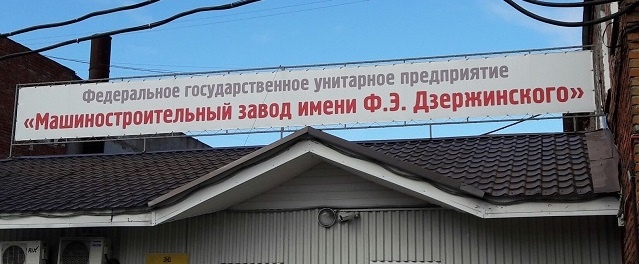 Федеральное государственное унитарное предприятие
«Машиностроительный завод имени Ф.Э. Дзержинского»